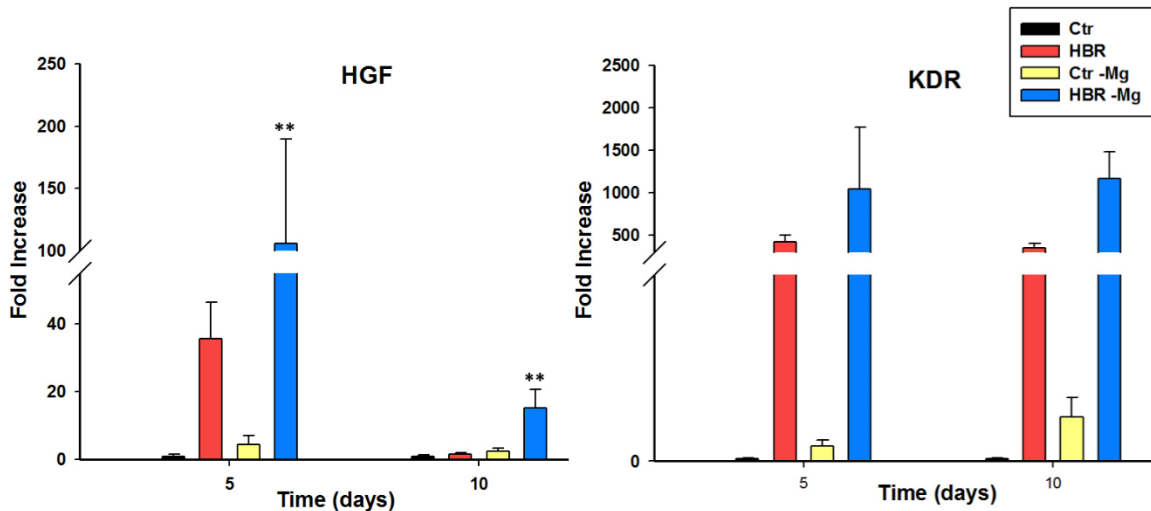 HGF
Fold Increase
250
200
150
100
40
20
0
**
**
5
10
Time (days)
KDR
Fold Increase
2500
2000
1500
1000
500
0
5
10
Time (days)
Ctr
HBR
Ctr -Mg
HBR -Mg